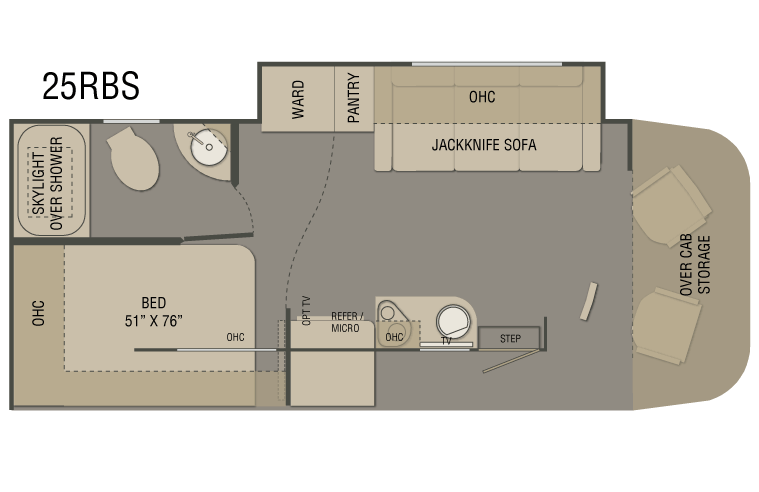 25RBS
WARD
PANTRY
OHC
JACKKNIFE SOFA
SKYLIGHT
OVER SHOWER
OVER CAB
STORAGE
OHC
BED
51” X 76”
OHC
OPT TV
REFER /
MICRO
OHC
TV
STEP